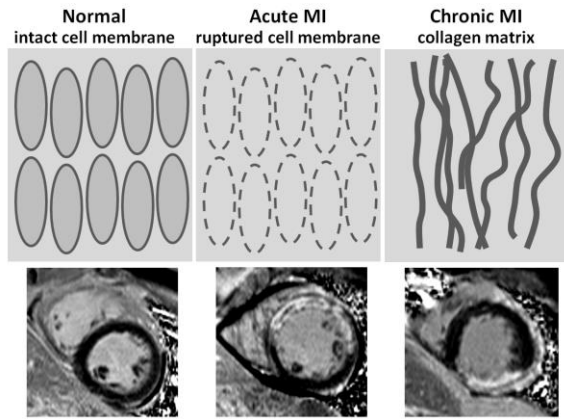 Normal
intact cell membrane
Acute MI
ruptured cell membrane
Chronic MI
collagen matrix